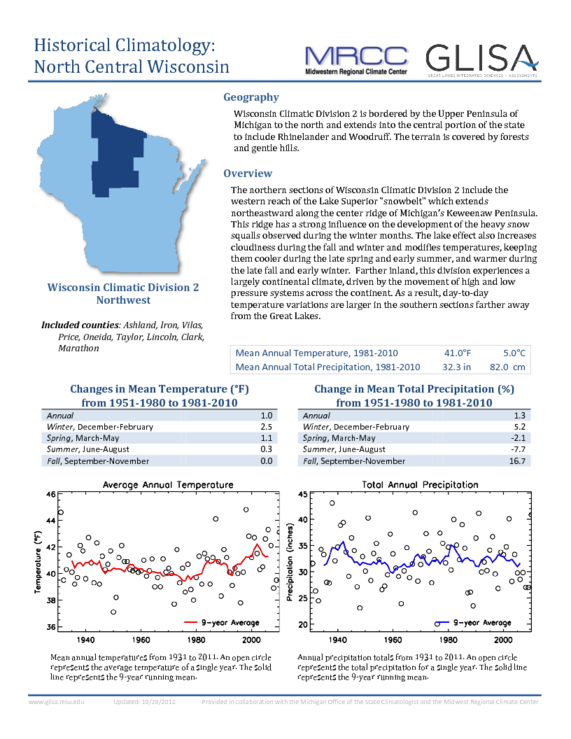 Historical Climatology:
North Central Wisconsin
MRCC
Midwestern Regional Climate Center
GLISA
GREAT LAKES INTEGRATED SCIENCES + ASSESSMENTS
Geography
Wisconsin Climatic Division 2 is bordered by the Upper Peninsula of
Michigan to the north and extends into the central portion of the state
to include Rhinelander and Woodruff. The terrain is covered by forests
and gentle hills.
Overview
The northern sections of Wisconsin Climatic Division 2 include the
western reach of the Lake Superior "snowbelt" which extends
northeastward along the center ridge of Michigan's Keweenaw Peninsula.
This ridge has a strong influence on the development of the heavy snow
squalls observed during the winter months. The lake effect also increases
cloudiness during the fall and winter and modifies temperatures, keeping
them cooler during the late spring and early summer, and warmer during
the late fall and early winter. Farther inland, this division experiences a
largely continental climate, driven by the movement of high and low
pressure systems across the continent. As a result, day-to-day
temperature variations are larger in the southern sections farther away
from the Great Lakes.
Wisconsin Climatic Division 2
Northwest
Included counties: Ashland, Iron, Vilas,
Price, Oneida, Taylor, Lincoln, Clark,
Marathon
Mean Annual Temperature, 1981-2010 41.0°F 5.0°C
Mean Annual Total Precipitation, 1981-2010 32.3 in 82.0 cm
Changes in Mean Temperature (°F)
from 1951-1980 to 1981-2010
Annual 1.0
Winter, December-February 2.5
Spring, March-May 1.1
Summer, June-August 0.3
Fall, September-November 0.0
Change in Mean Total Precipitation (%)
from 1951-1980 to 1981-2010
Annual 1.3
Winter, December-February 5.2
Spring, March-May -2.1
Summer, June-August -7.7
Fall, September-November 16.7
Average Annual Temperature
Temperature (°F)
46
44
42
40
38
36
9-year Average
1940 1960 1980 2000
Total Annual Precipitation
Precipitation (inches)
45
40
35
30
25
20
9-year Average
1940 1960 1980 2000
Mean annual temperatures from 1931 to 2011. An open circle
represents the average temperature of a single year. The solid
line represents the 9-year running mean.
Annual precipitation totals from 1931 to 2011. An open circle
represents the total precipitation for a single year. The solid line
represents the 9-year running mean.
www.glisa.msu.edu Updated: 10/29/2012 Provided in collaboration with the Michigan Office of the State Climatologist and the Midwest Regional Climate Center